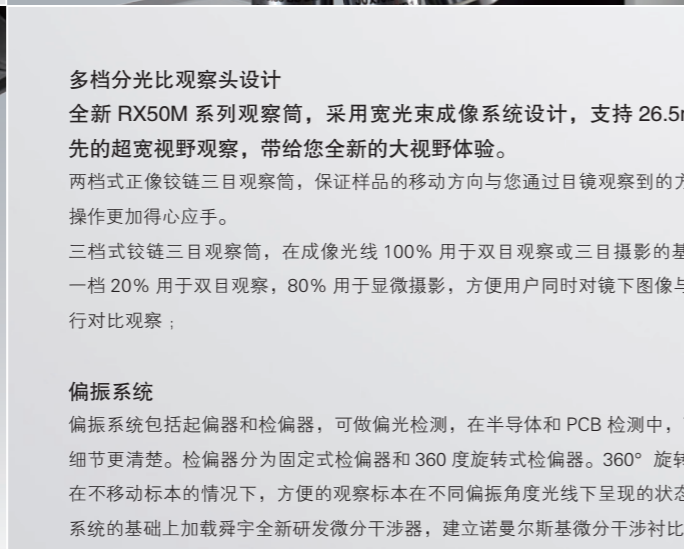 多档分光比观察头设计
全新 RX50M 系列观察筒，采用宽光束成像系统设计，支持 26.5m
先的超宽视野观察，带给您全新的大视野体验。
两档式正像铰链三目观察筒，保证样品的移动方向与您通过目镜观察到的方
操作更加得心应手。
三档式铰链三目观察筒，在成像光线 100% 用于双目观察或三目摄影的基
一档 20% 用于双目观察，80% 用于显微摄影，方便用户同时对镜下图像与
行对比观察；
偏振系统
偏振系统包括起偏器和检偏器，可做偏光检测，在半导体和 PCB 检测中，
细节更清楚。检偏器分为固定式检偏器和 360 度旋转式检偏器。360° 旋转
在不移动标本的情况下，方便的观察标本在不同偏振角度光线下呈现的状态
系统的基础上加载舜宇全新研发微分干涉器，建立诺曼尔斯基微分干涉衬比